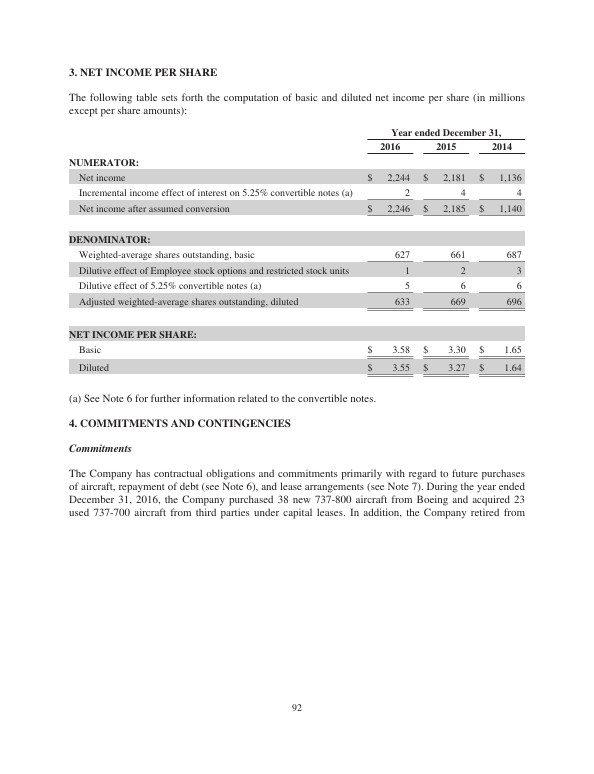 3. NET INCOME PER SHARE
The following table sets forth the computation of basic and diluted net income per share (in millions
except per share amounts):
Year ended December 31,
2016 2015 2014
NUMERATOR:
Net income $ 2,244 $ 2,181 $ 1,136
Incremental income effect of interest on 5.25% convertible notes (a) 2 4 4
Net income after assumed conversion $ 2,246 $ 2,185 $ 1,140
DENOMINATOR:
Weighted-average shares outstanding, basic 627 661 687
Dilutive effect of Employee stock options and restricted stock units 1 2 3
Dilutive effect of 5.25% convertible notes (a) 5 6 6
Adjusted weighted-average shares outstanding, diluted 633 669 696
NET INCOME PER SHARE:
Basic $ 3.58 $ 3.30 $ 1.65
Diluted $ 3.55 $ 3.27 $ 1.64
(a) See Note 6 for further information related to the convertible notes.
4. COMMITMENTS AND CONTINGENCIES
Commitments
The Company has contractual obligations and commitments primarily with regard to future purchases
of aircraft, repayment of debt (see Note 6), and lease arrangements (see Note 7). During the year ended
December 31, 2016, the Company purchased 38 new 737-800 aircraft from Boeing and acquired 23
used 737-700 aircraft from third parties under capital leases. In addition, the Company retired from
92